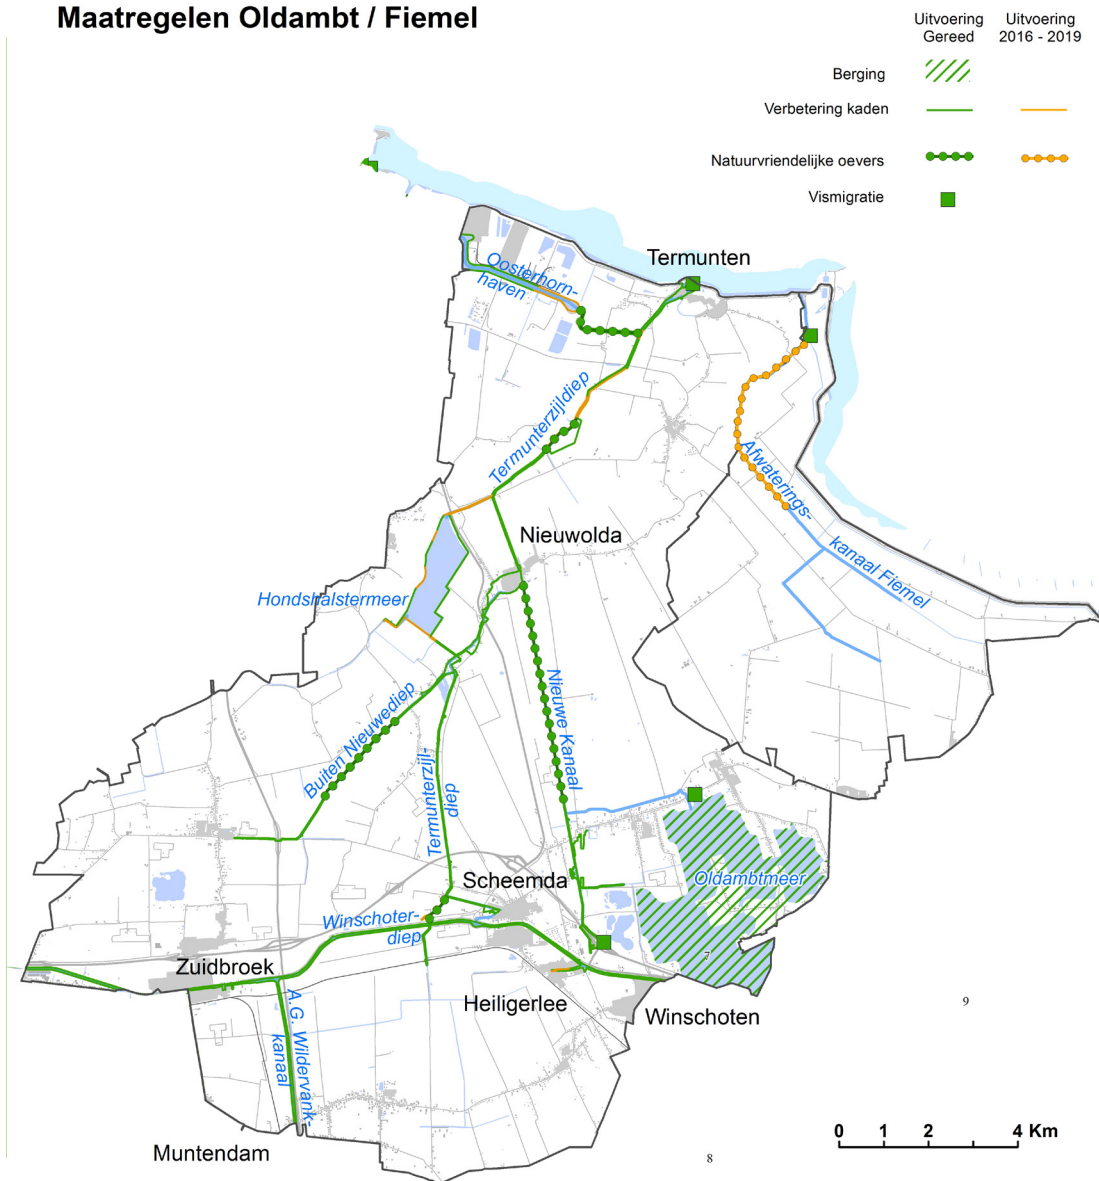 Maatregelen Oldambt / Fiemel
Uitvoering
Gereed
Uitvoering
2016 - 2019
Berging
Verbetering kaden
Natuurvriendelijke oevers
Vismigratie
Termunten
Oosterhorn-
haven
Termunterzijldiep
Afwaterings-
kanaal Fiemel
Nieuwolda
Hondshalstermeer
Nieuwe Kanaal
Buiten Nieuwediep
Termunterzijl-
diep
Scheemda
Oldambtmeer
Winschoter-
diep
Zuidbroek
7
Heiligerlee
Winschoten
9
A.G. Wildervank-
kanaal
Muntendam
0 1 2 4 Km
8